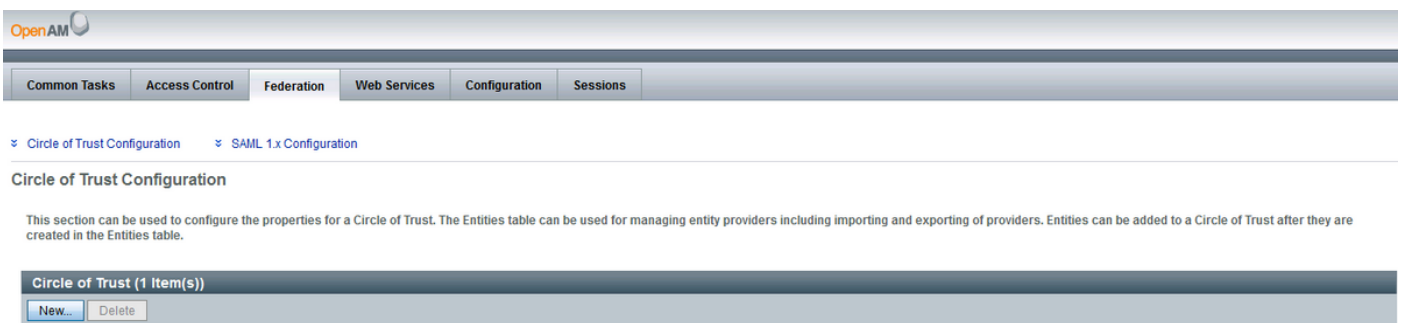 OpenAM
Common Tasks Access Control Federation Web Services Configuration Sessions
Circle of Trust Configuration SAML 1.x Configuration
Circle of Trust Configuration
This section can be used to configure the properties for a Circle of Trust. The Entities table can be used for managing entity providers including importing and exporting of providers. Entities can be added to a Circle of Trust after they are
created in the Entities table.
Circle of Trust (1 Item(s))
New... Delete